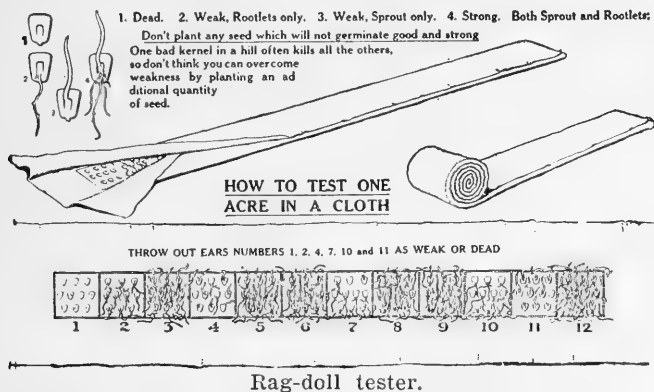 1. Dead. 2. Weak, Rootlets only. 3. Weak, Sprout only. 4. Strong. Both Sprout and Rootlets.
Don't plant any seed which will not germinate good and strong
One bad kernel in a hill often kills all the others,
so don't think you can overcome
weakness by planting an ad
ditional quantity
of seed.
1
2
3
4
HOW TO TEST ONE
ACRE IN A CLOTH
THROW OUT EARS NUMBERS 1, 2, 4, 7, 10 and 11 AS WEAK OR DEAD
1 2 3 4 5 6 7 8 9 10 11 12
Rag-doll tester.